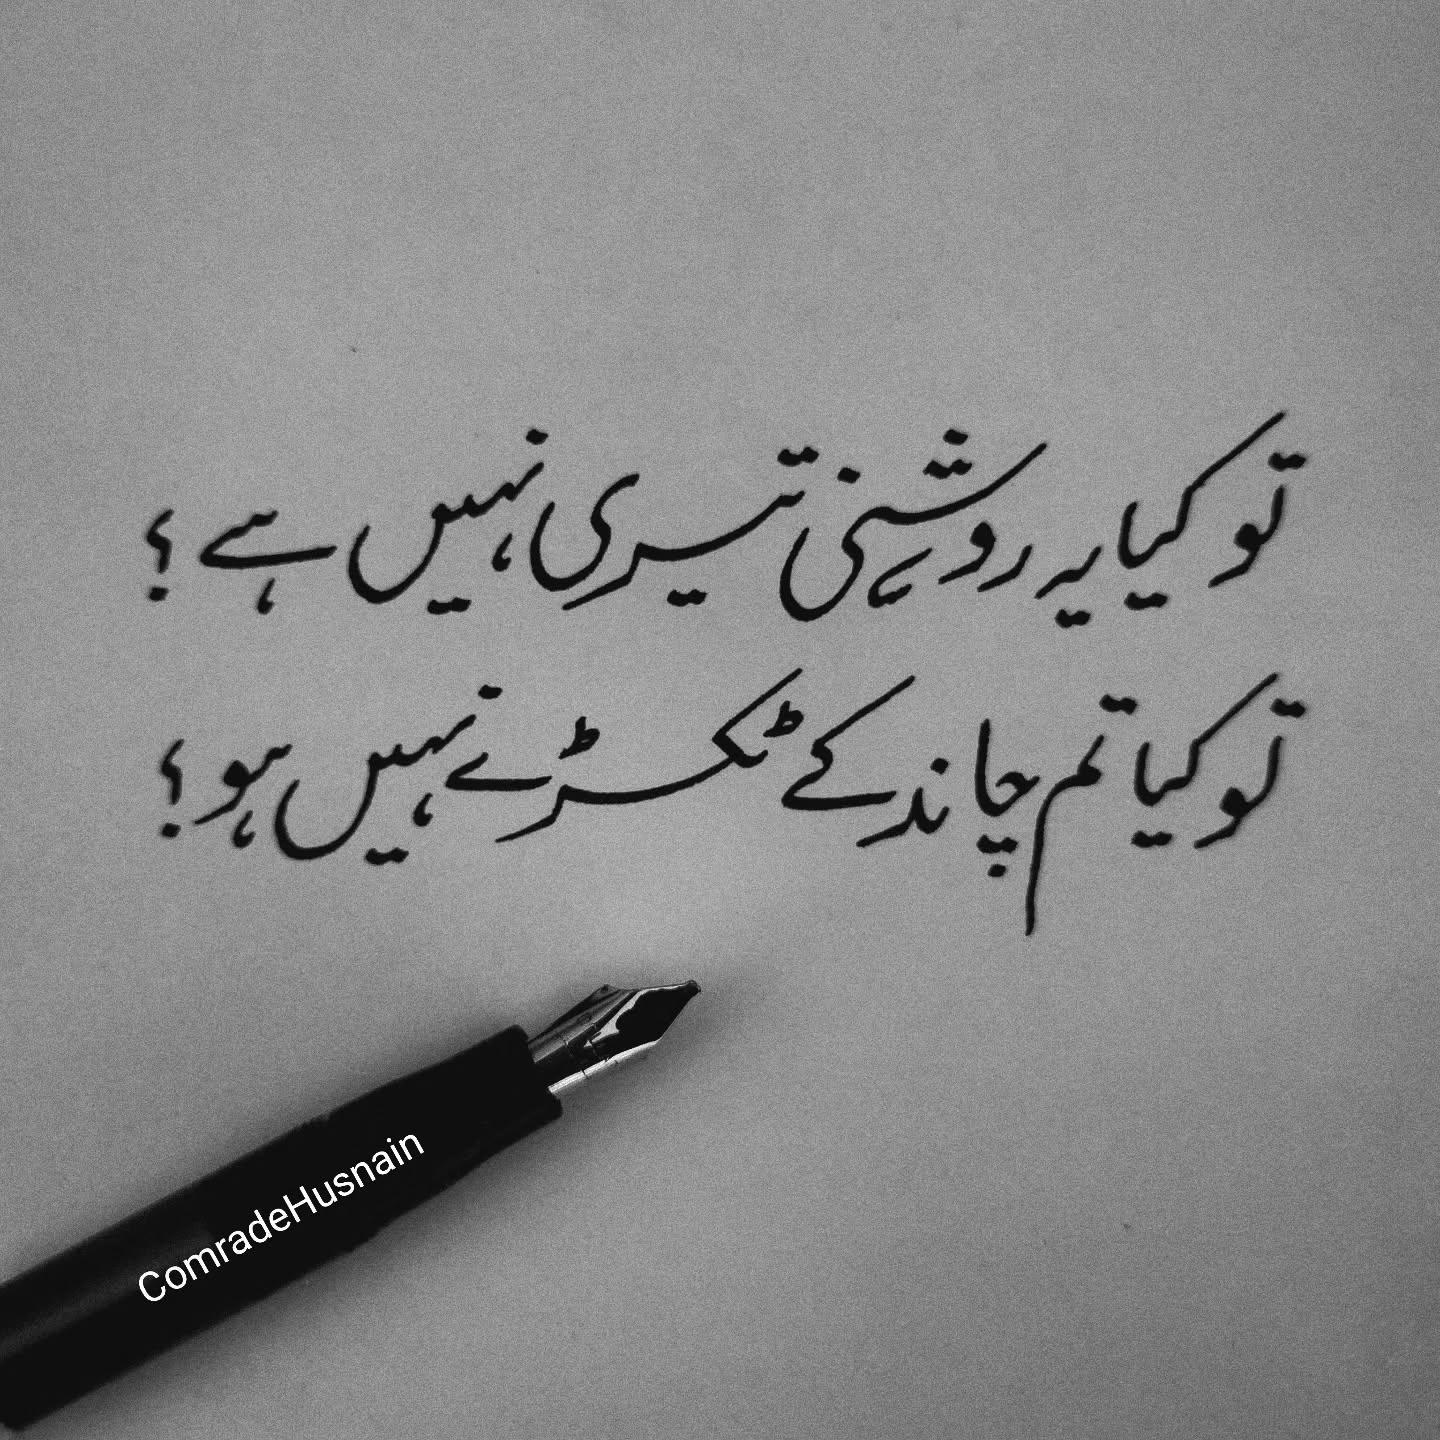 تو کیا یہ روشنی تیری نہیں ہے ؟
تو کیا تم چاند کے ٹکڑے نہیں ہو ؟
ComradeHusnain